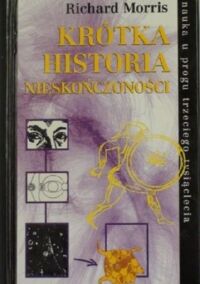 Richard Morris
KRÓTKA
HISTORIA
NIESKOŃCZONOŚCI
nauka u progu trzeciego tysiąclecia